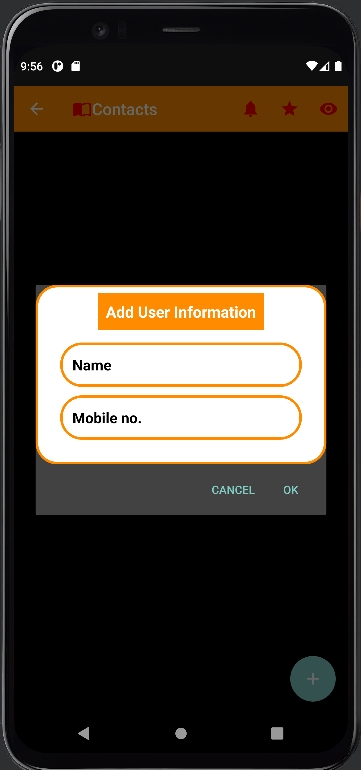 9:56
Contacts
Add User Information
Name
Mobile no.
CANCEL OK